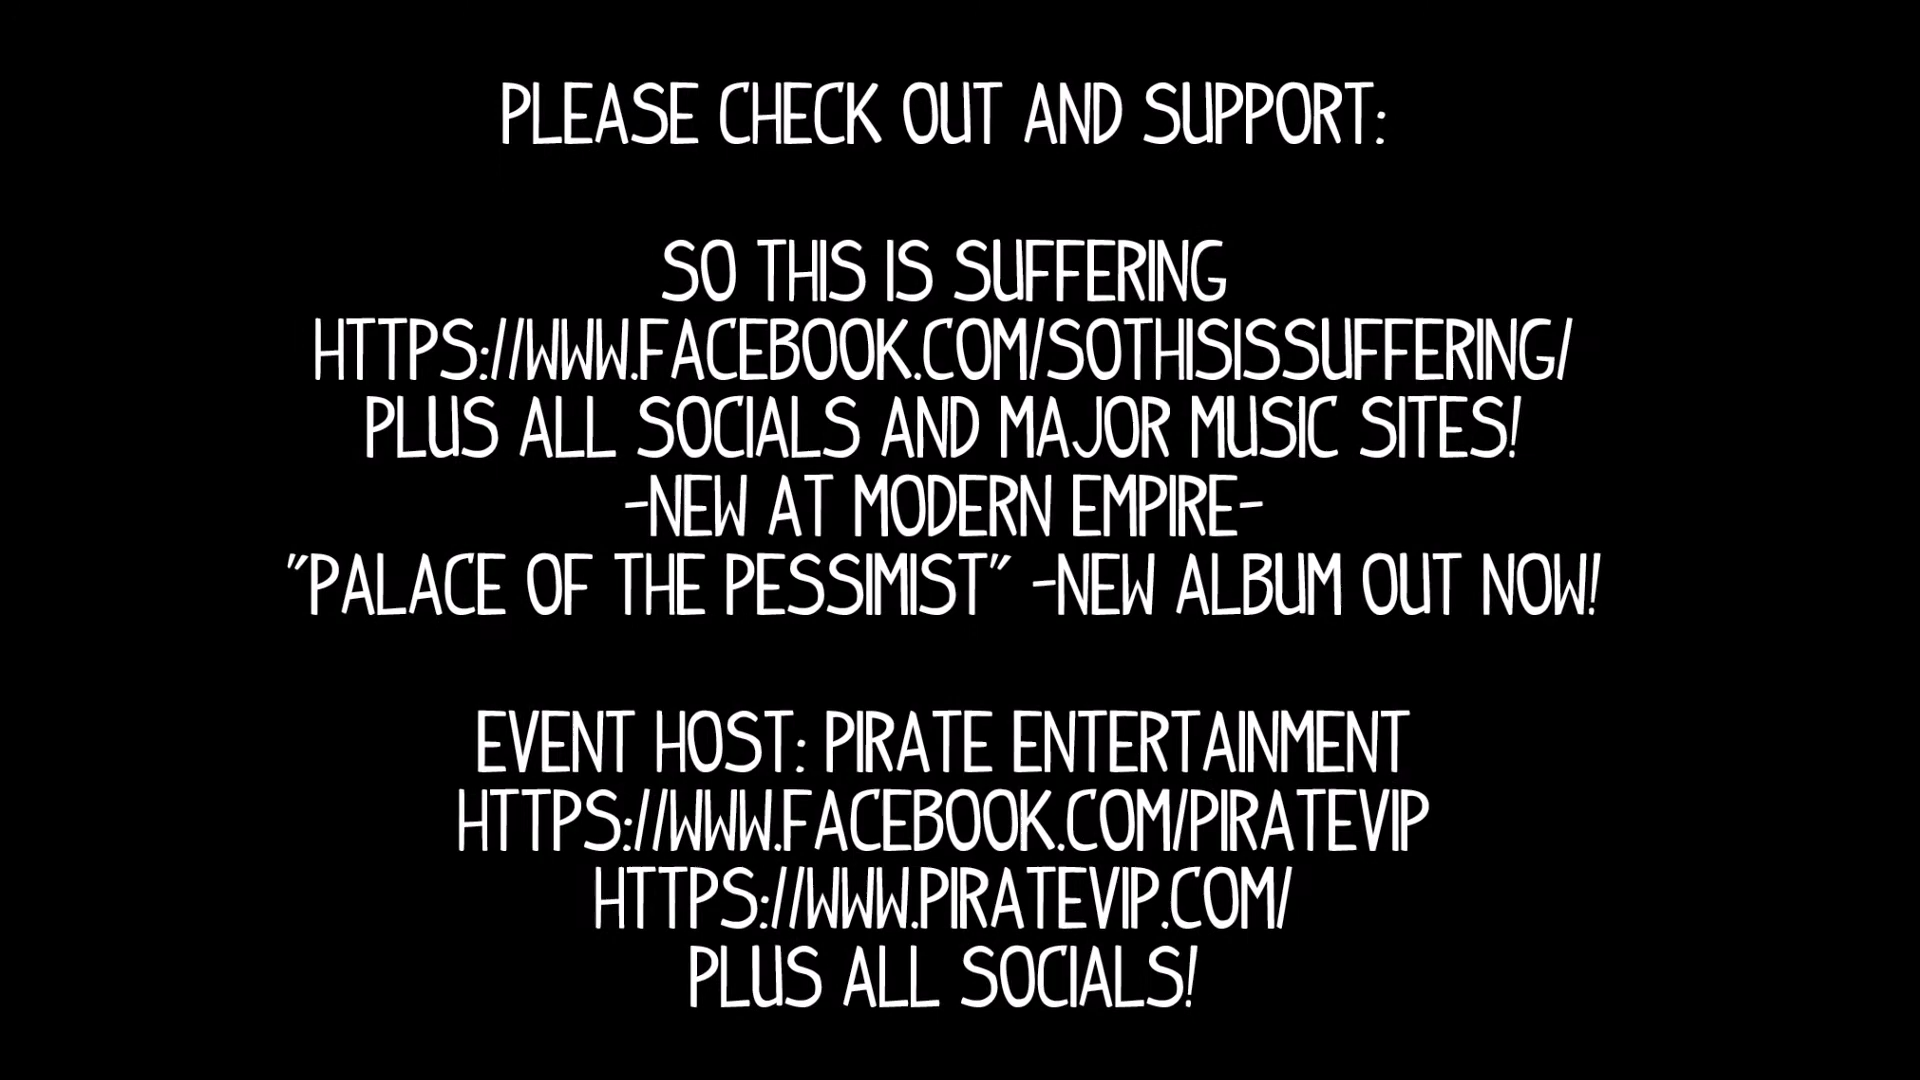 PLEASE CHECK OUT AND SUPPORT:
SO THIS IS SUFFERING
HTTPS://WWW.FACEBOOK.COM/SOTHISISSUFFERING/
PLUS ALL SOCIALS AND MAJOR MUSIC SITES!
-NEW AT MODERN EMPIRE-
"PALACE OF THE PESSIMIST" -NEW ALBUM OUT NOW!
EVENT HOST: PIRATE ENTERTAINMENT
HTTPS://WWW.FACEBOOK.COM/PIRATEVIP
HTTPS://WWW.PIRATEVIP.COM/
PLUS ALL SOCIALS!